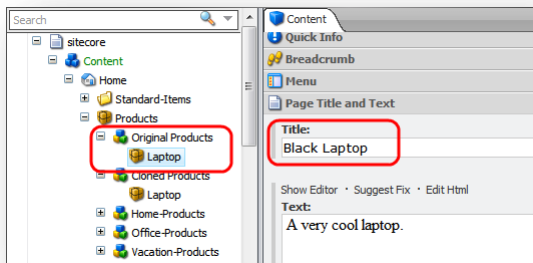 Search
sitecore
Content
Home
Standard-Items
Products
Original Products
Laptop
Cloned Products
Laptop
Home-Products
Office-Products
Vacation-Products
Content
Quick Info
Breadcrumb
Menu
Page Title and Text
Title:
Black Laptop
Show Editor · Suggest Fix · Edit Html
Text:
A very cool laptop.